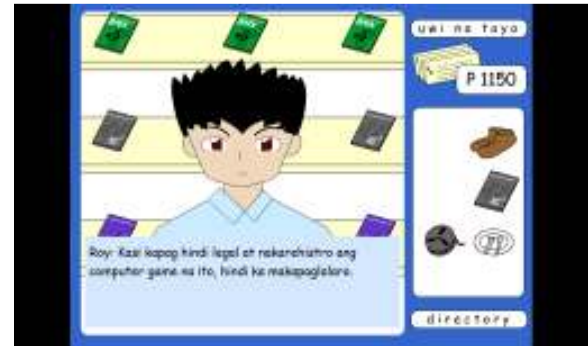 uwi na tayo
P 1150
Roy: Kasi kapag hindi legal at nakarehistro ang
computer game na ito, hindi ka makapaglalaro.
directory